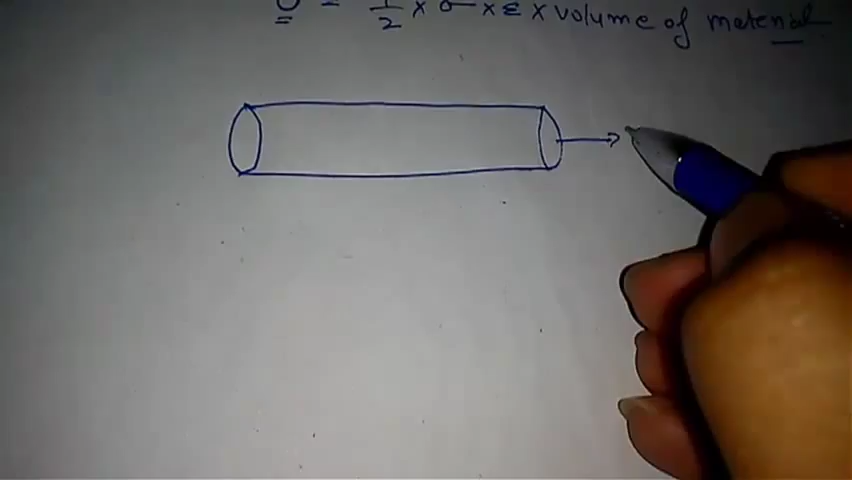 U = 1/2 × σ × ε × volume of material